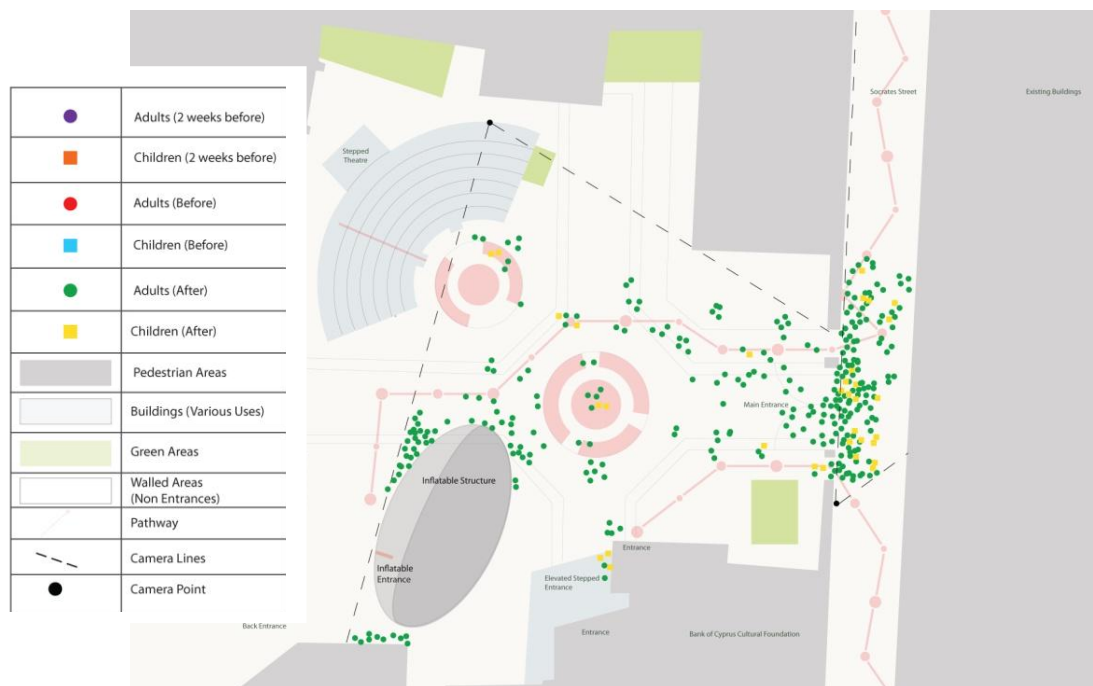 Adults (2 weeks before)
Children (2 weeks before)
Adults (Before)
Children (Before)
Adults (After)
Children (After)
Pedestrian Areas
Buildings (Various Uses)
Green Areas
Walled Areas
(Non Entrances)
Pathway
Camera Lines
Camera Point
Socrates Street
Existing Buildings
Stepped
Theatre
Main Entrance
Inflatable Structure
Inflatable
Entrance
Entrance
Elevated Stepped
Entrance
Back Entrance
Entrance
Bank of Cyprus Cultural Foundation